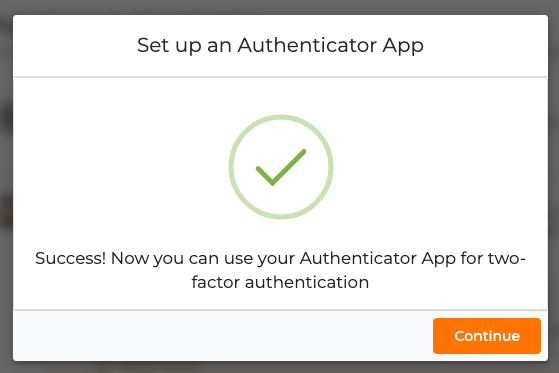 Set up an Authenticator App
Success! Now you can use your Authenticator App for two-
factor authentication
Continue